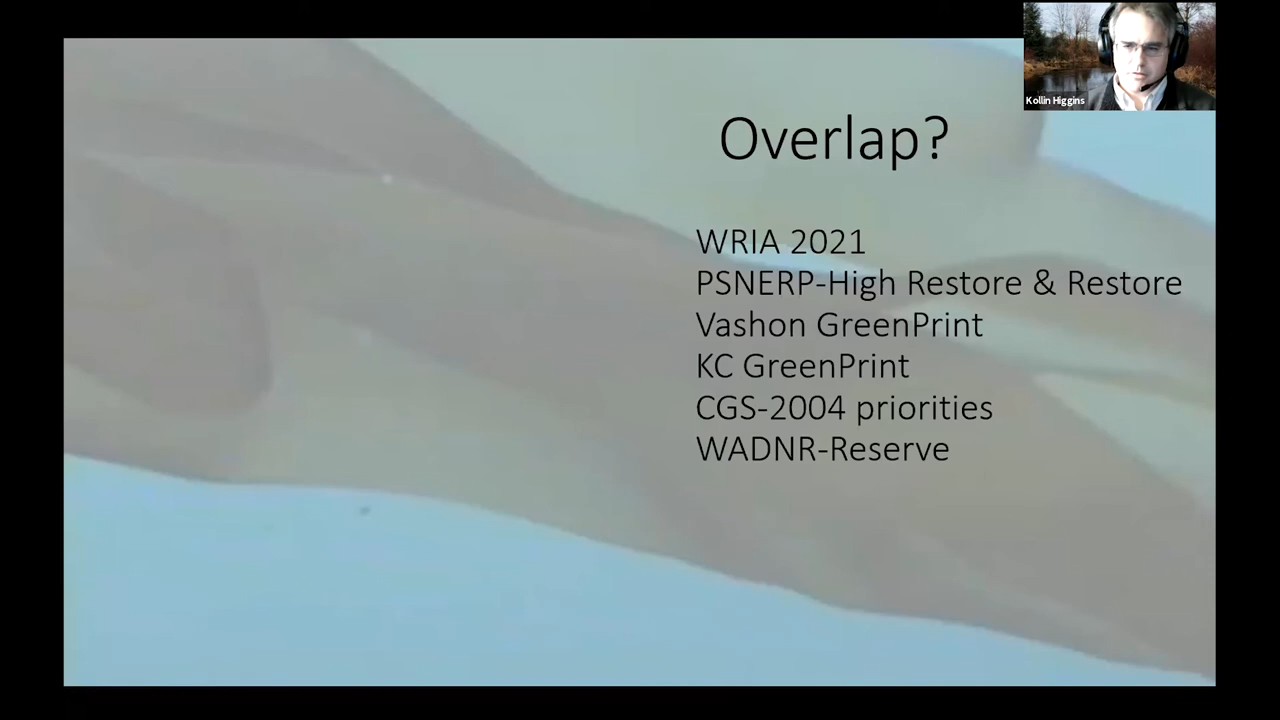 Kollin Higgins
Overlap?
WRIA 2021
PSNERP-High Restore & Restore
Vashon GreenPrint
KC GreenPrint
CGS-2004 priorities
WADNR-Reserve